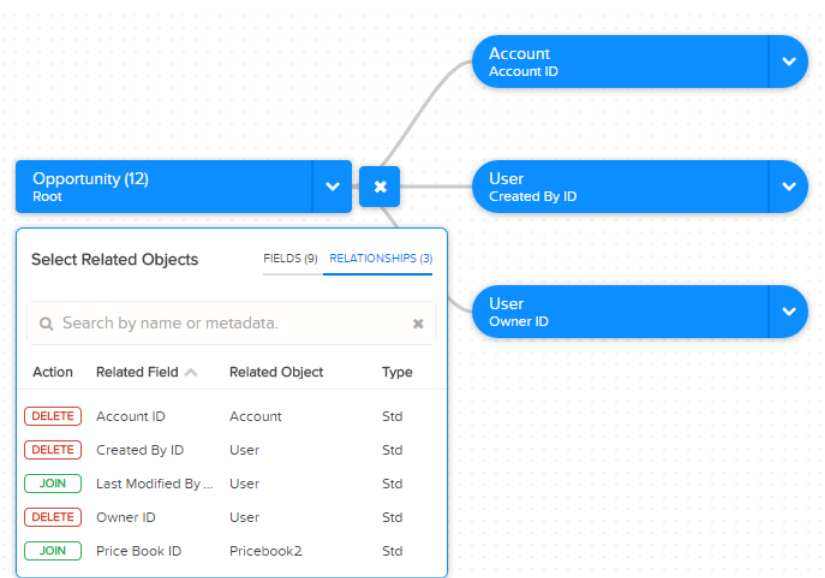 Account
Account ID
Opportunity (12)
Root
User
Created By ID
Select Related Objects
FIELDS (9) RELATIONSHIPS (3)
User
Owner ID
Search by name or metadata.
Action Related Field Related Object Type
DELETE Account ID Account Std
DELETE Created By ID User Std
JOIN Last Modified By ... User Std
DELETE Owner ID User Std
JOIN Price Book ID Pricebook2 Std